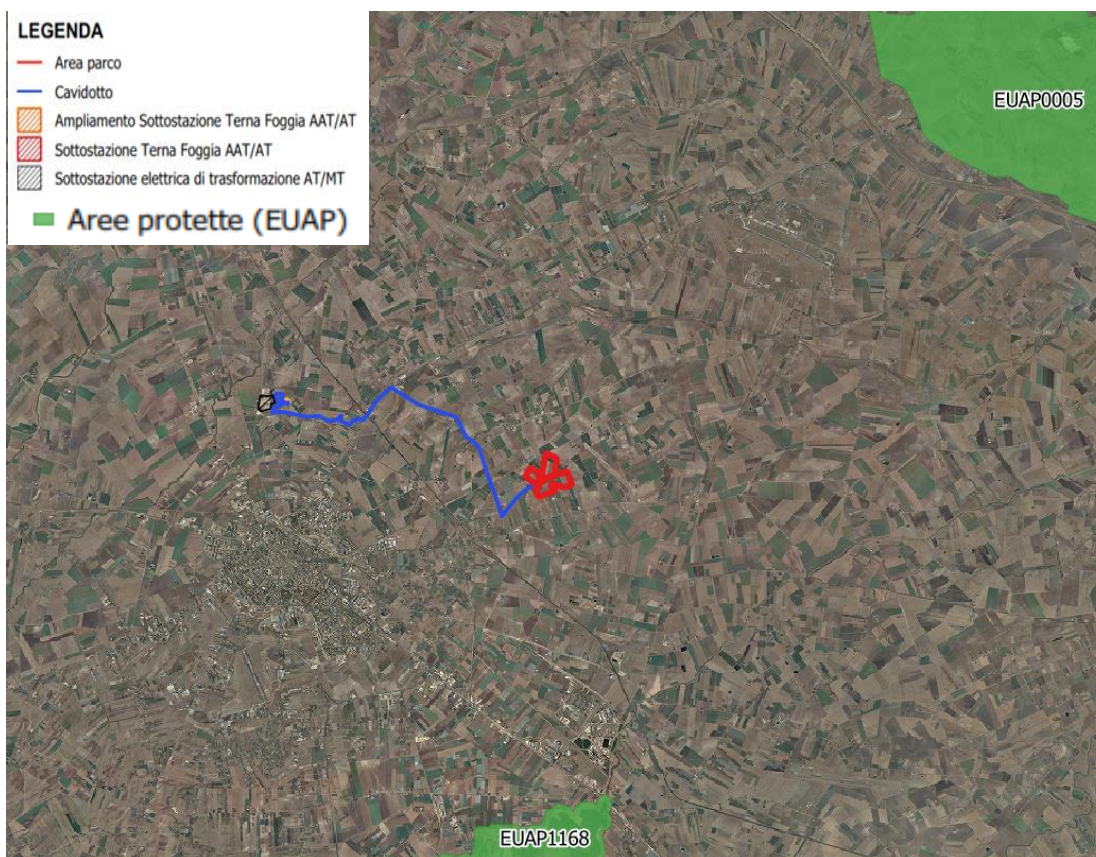 LEGENDA
Area parco
Cavidotto
Ampliamento Sottostazione Terna Foggia AAT/AT
Sottostazione Terna Foggia AAT/AT
Sottostazione elettrica di trasformazione AT/MT
Aree protette (EUAP)
EUAP0005
EUAP1168